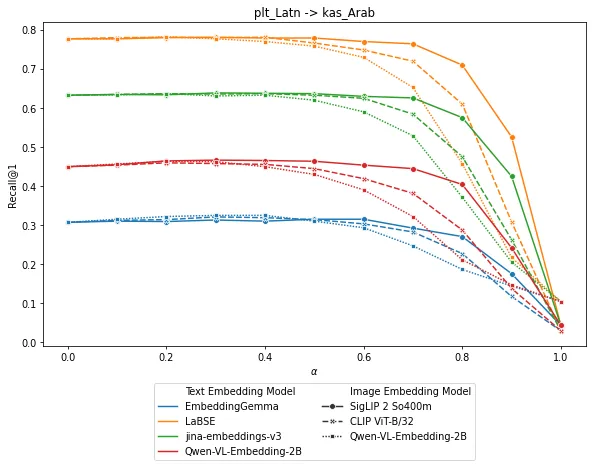 plt_Latn -> kas_Arab
Recall@1
0.8
0.7
0.6
0.5
0.4
0.3
0.2
0.1
0.0
0.0 0.2 0.4 0.6 0.8 1.0
α
Text Embedding Model
EmbeddingGemma
LaBSE
jina-embeddings-v3
Qwen-VL-Embedding-2B
Image Embedding Model
SigLIP 2 So400m
CLIP ViT-B/32
Qwen-VL-Embedding-2B